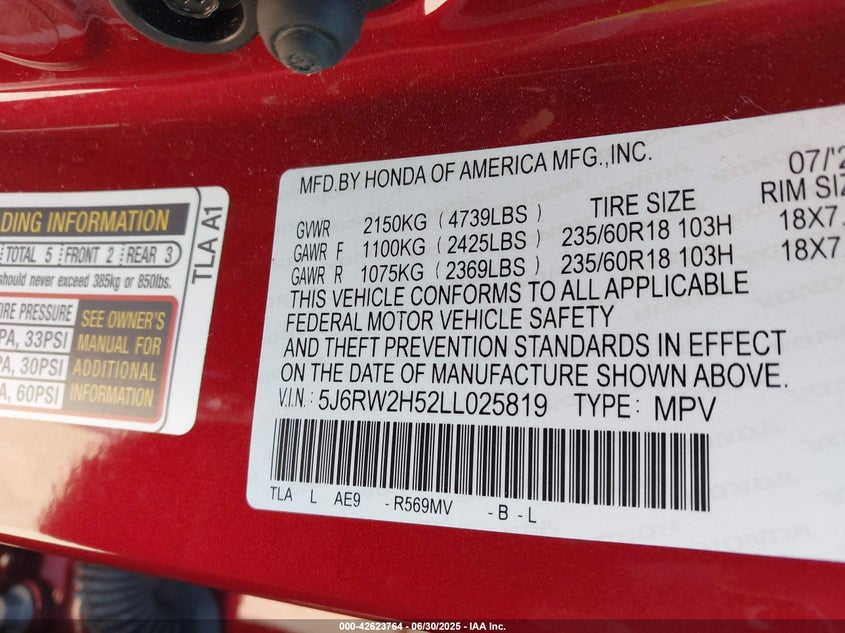 DING INFORMATION
TOTAL 5 FRONT 2 REAR 3
should never exceed 385kg or 850lbs.
PRESSURE
PA, 33PSI
PA, 30PSI
A, 60PSI
SEE OWNER'S
MANUAL FOR
ADDITIONAL
INFORMATION
TLA A1
MFD.BY HONDA OF AMERICA MFG.,INC. 07/'2
GVWR 2150KG (4739LBS) TIRE SIZE RIM SIZ
GAWR F 1100KG (2425LBS) 235/60R18 103H 18X7.
GAWR R 1075KG (2369LBS) 235/60R18 103H 18X7.
THIS VEHICLE CONFORMS TO ALL APPLICABLE
FEDERAL MOTOR VEHICLE SAFETY
AND THEFT PREVENTION STANDARDS IN EFFECT
ON THE DATE OF MANUFACTURE SHOWN ABOVE.
V.I.N.: 5J6RW2H52LL025819 TYPE: MPV
TLA L AE9 -R569MV -B -L
000-42623764 - 06/30/2025 - IAA Inc.